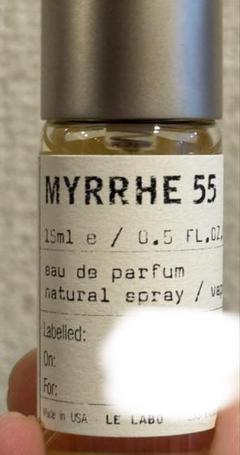 MYRRHE 55
15ml e / 0.5 FL.OZ.
eau de parfum
natural spray /
Labelled:
On:
For:
Made in USA - LE LABO